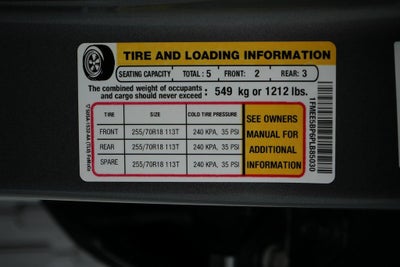 TIRE AND LOADING INFORMATION
SEATING CAPACITY TOTAL : 5 FRONT: 2 REAR: 3
The combined weight of occupants
and cargo should never exceed : 549 kg or 1212 lbs.
TIRE SIZE COLD TIRE PRESSURE
FRONT 255/70R18 113T 240 KPA, 35 PSI
REAR 255/70R18 113T 240 KPA, 35 PSI
SPARE 255/70R18 113T 240 KPA, 35 PSI
SEE OWNERS
MANUAL FOR
ADDITIONAL
INFORMATION
1FMEE5BP6PLB85030